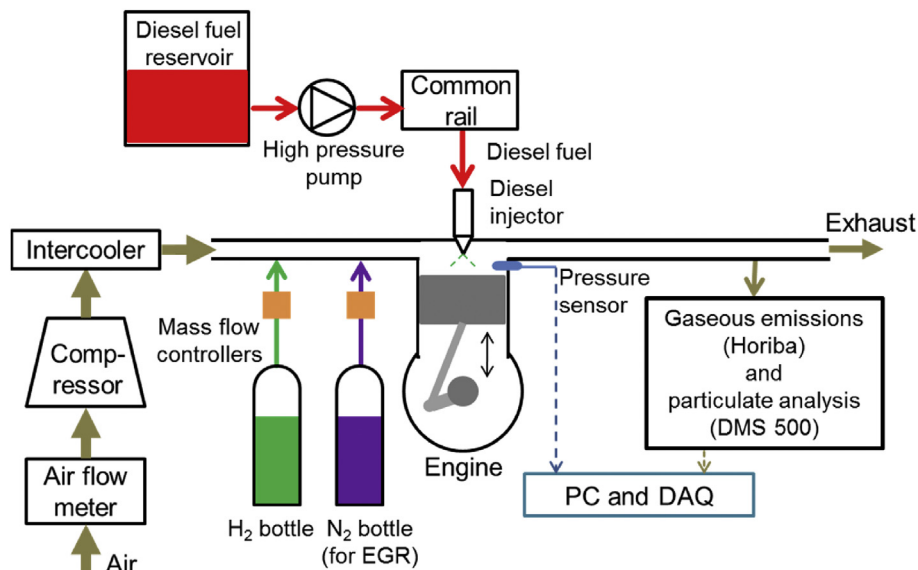 Diesel fuel
reservoir
High pressure
pump
Common
rail
Diesel fuel
Diesel
injector
Intercooler
Exhaust
Pressure
sensor
Mass flow
controllers
Comp-
ressor
Gaseous emissions
(Horiba)
and
particulate analysis
(DMS 500)
Air flow
meter
Engine
PC and DAQ
H₂ bottle
N₂ bottle
(for EGR)
Air